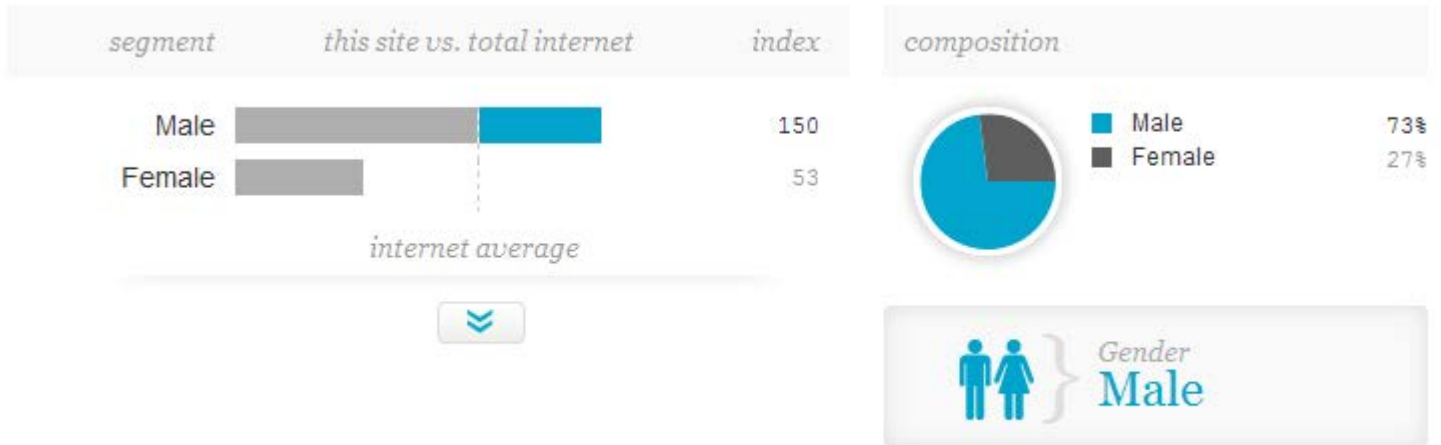 segment this site vs. total internet index
Male 150
Female 53
internet average
composition
Male 73%
Female 27%
Gender
Male